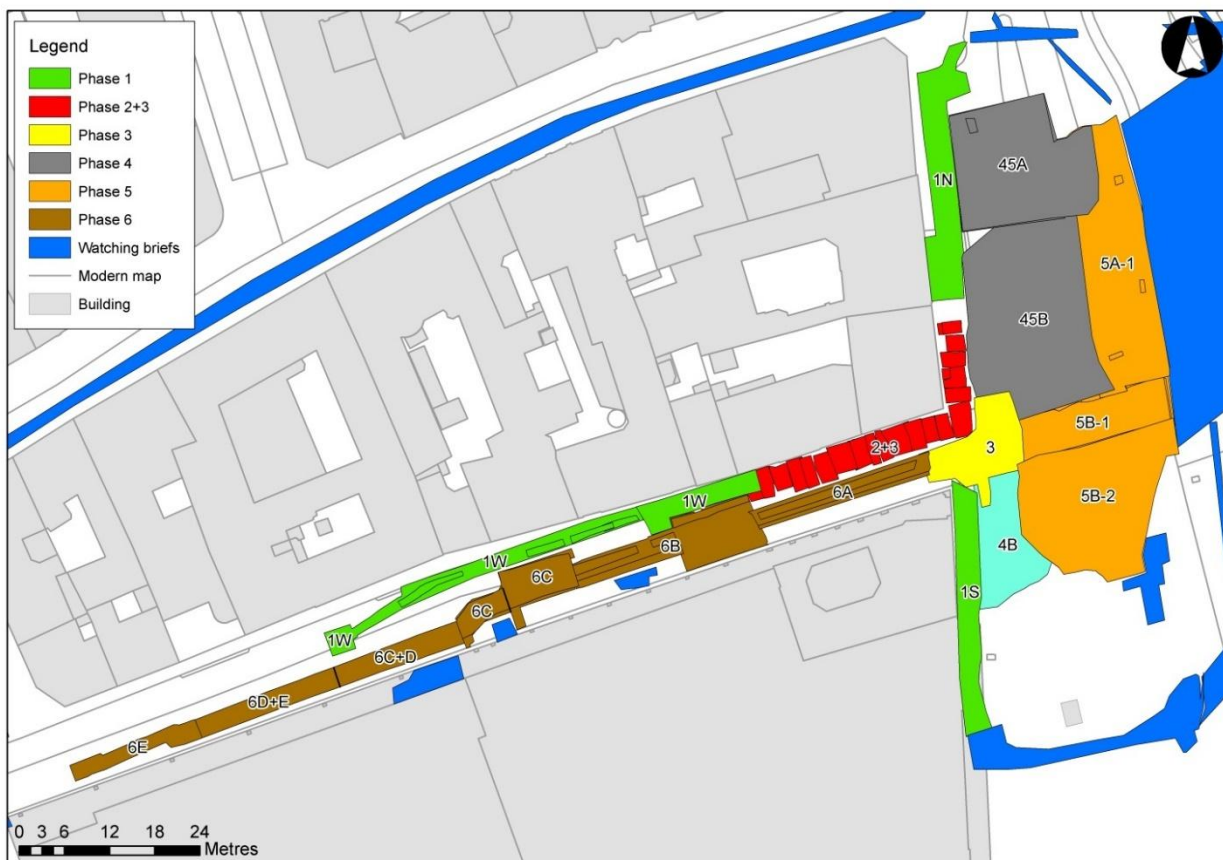 Legend
Phase 1
Phase 2+3
Phase 3
Phase 4
Phase 5
Phase 6
Watching briefs
Modern map
Building
45A
1N
5A-1
45B
5B-1
2+3
3
6A
5B-2
1W
6B
4B
1W
6C
1S
6C
1W
6C+D
6D+E
6E
0 3 6 12 18 24
Metres